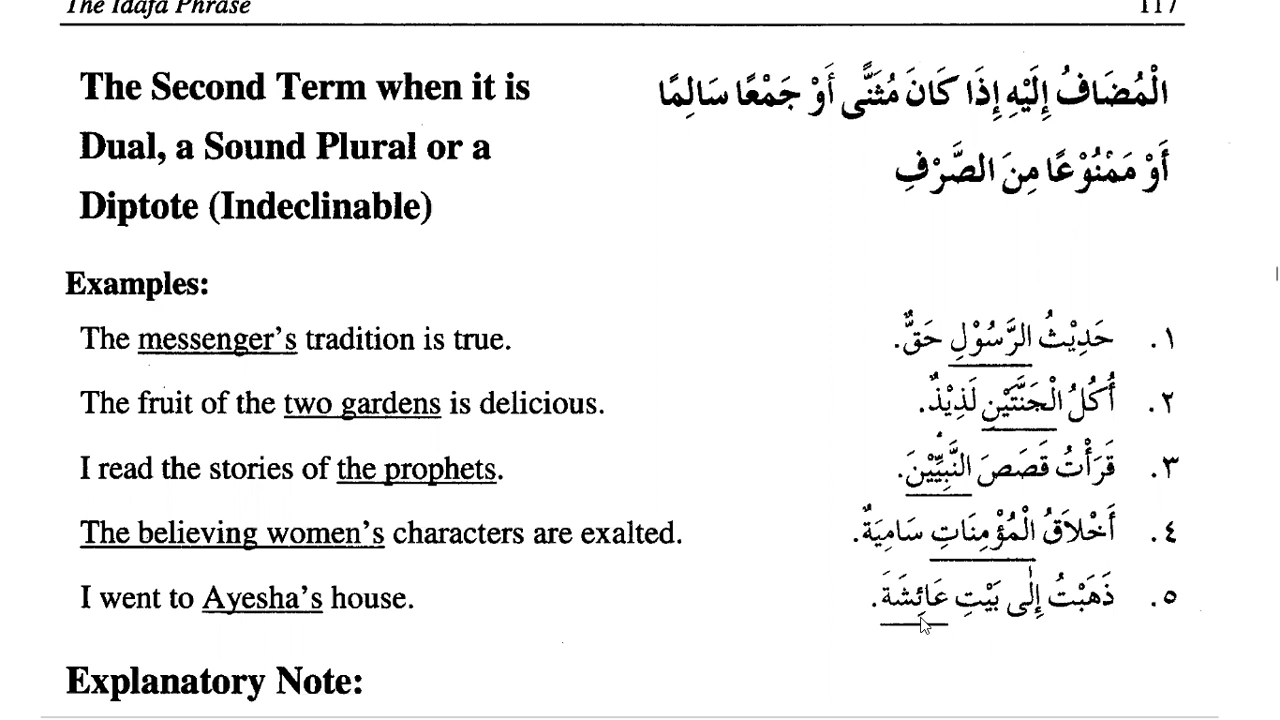 The Idafa Phrase 117
The Second Term when it is
Dual, a Sound Plural or a
Diptote (Indeclinable)
الْمُضَافُ إِلَيْهِ إِذَا كَانَ مُثَنًّى أَوْ جَمْعًا سَالِمًا
أَوْ مَمْنُوْعًا مِنَ الصَّرْفِ
Examples:
The messenger's tradition is true.
١. حَدِيْثُ الرَّسُوْلِ حَقٌّ.
The fruit of the two gardens is delicious.
٢. أُكُلُ الْجَنَّتَيْنِ لَذِيْذٌ.
I read the stories of the prophets.
٣. قَرَأْتُ قَصَصَ النَّبِيِّيْنَ.
The believing women's characters are exalted.
٤. أَخْلاَقُ الْمُؤْمِنَاتِ سَامِيَةٌ.
I went to Ayesha's house.
٥. ذَهَبْتُ إِلٰى بَيْتِ عَائِشَةَ.
Explanatory Note: